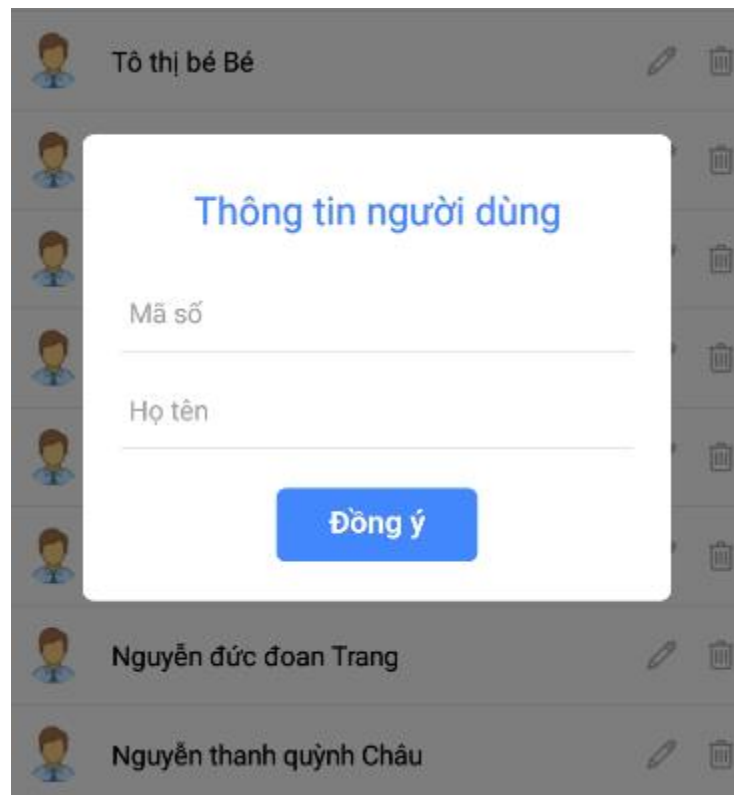 Tô thị bé Bé
Thông tin người dùng
Mã số
Họ tên
Đồng ý
Nguyễn đức đoan Trang
Nguyễn thanh quỳnh Châu